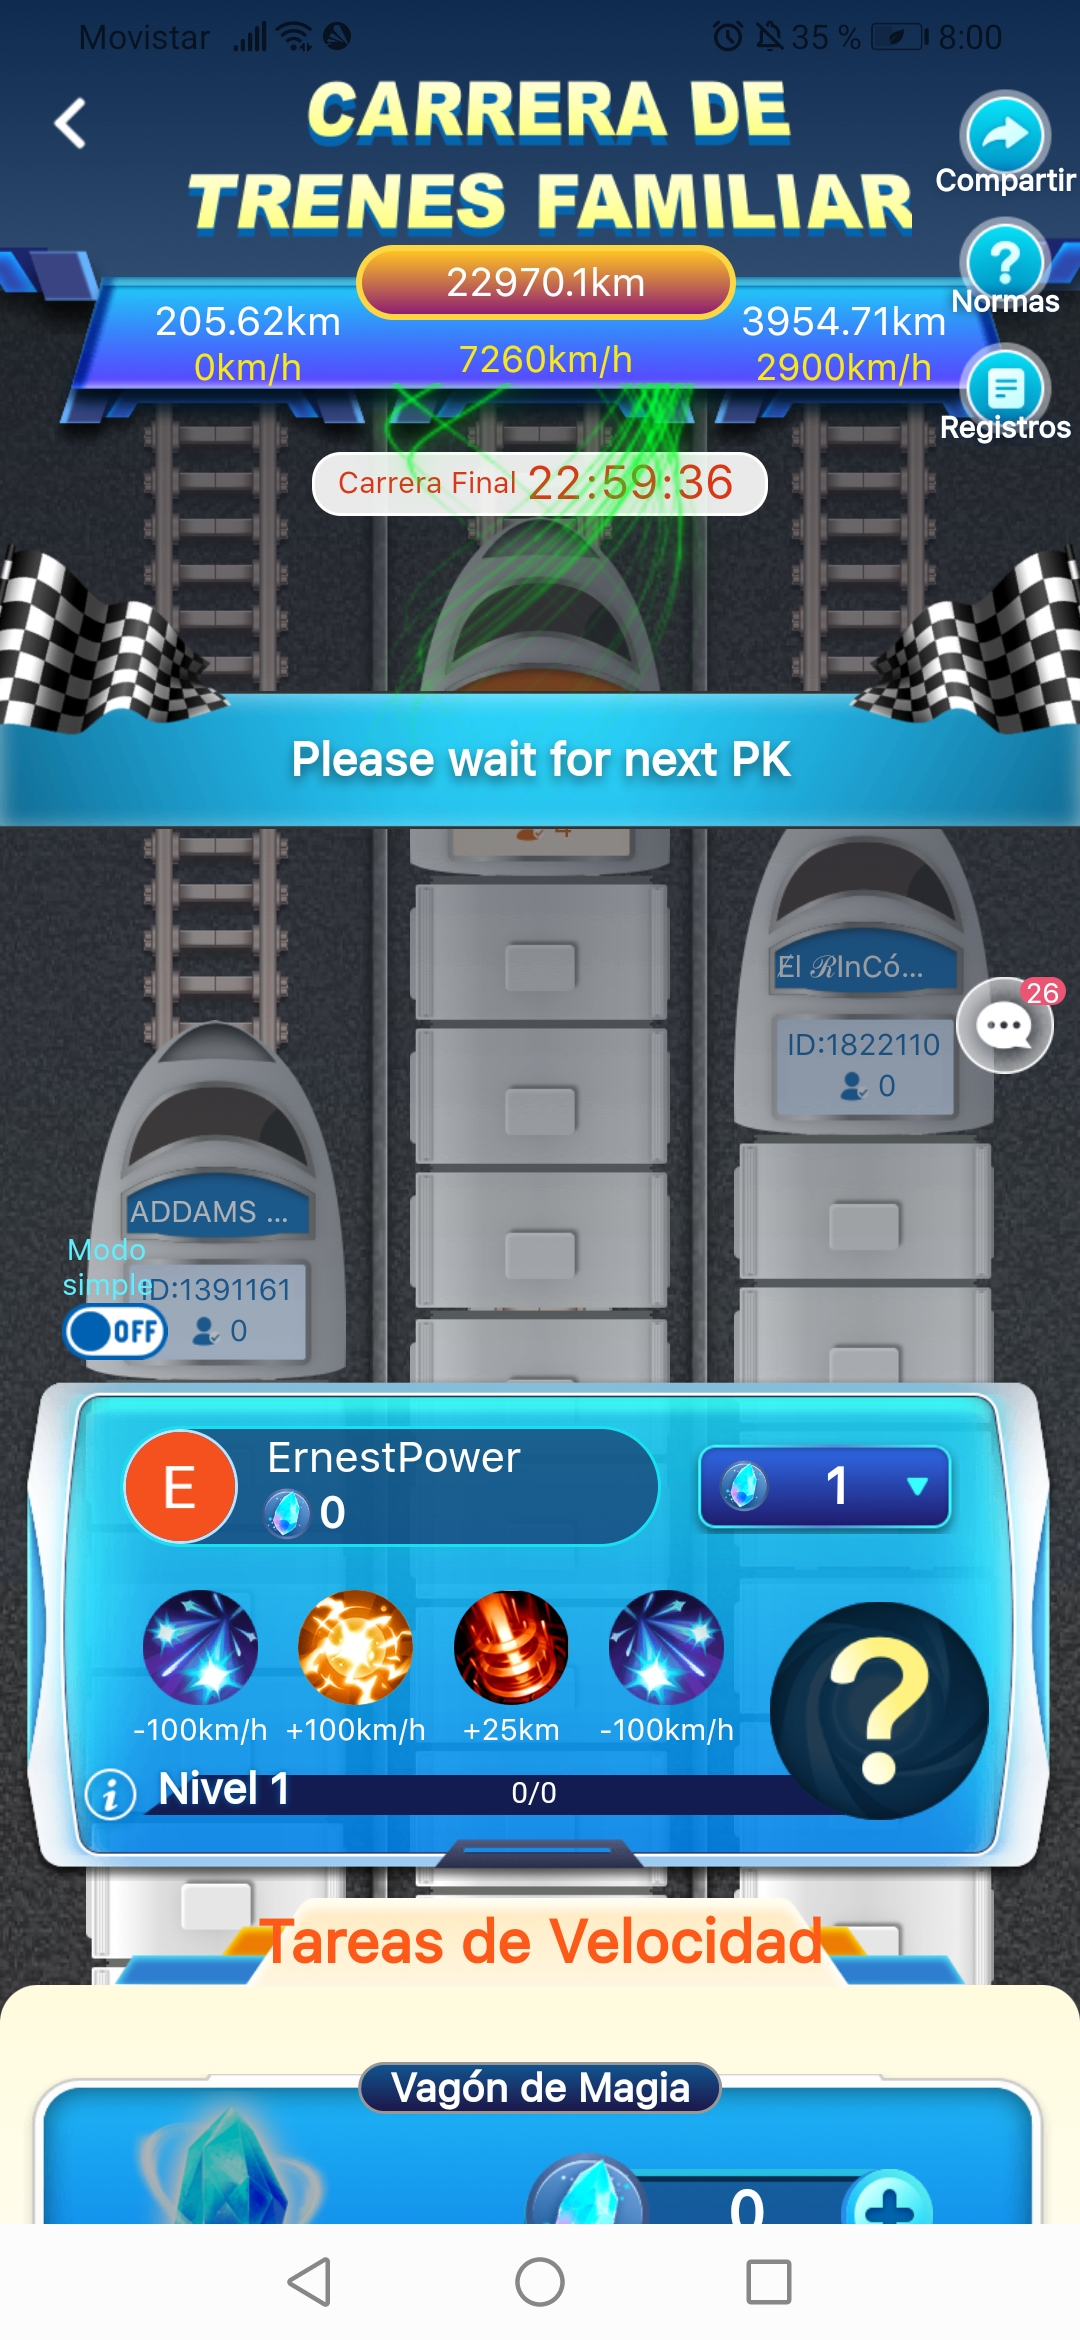 Movistar 35 % 8:00
CARRERA DE
TRENES FAMILIAR
Compartir
Normas
Registros
22970.1km
205.62km
3954.71km
0km/h
7260km/h
2900km/h
Carrera Final 22:59:36
Please wait for next PK
4
El ℛInCó...
26
ID:1822110
0
ADDAMS ...
Modo
simple
ID:1391161
OFF
0
E
ErnestPower
0
1
-100km/h
+100km/h
+25km
-100km/h
?
Nivel 1
0/0
Tareas de Velocidad
Vagón de Magia
0